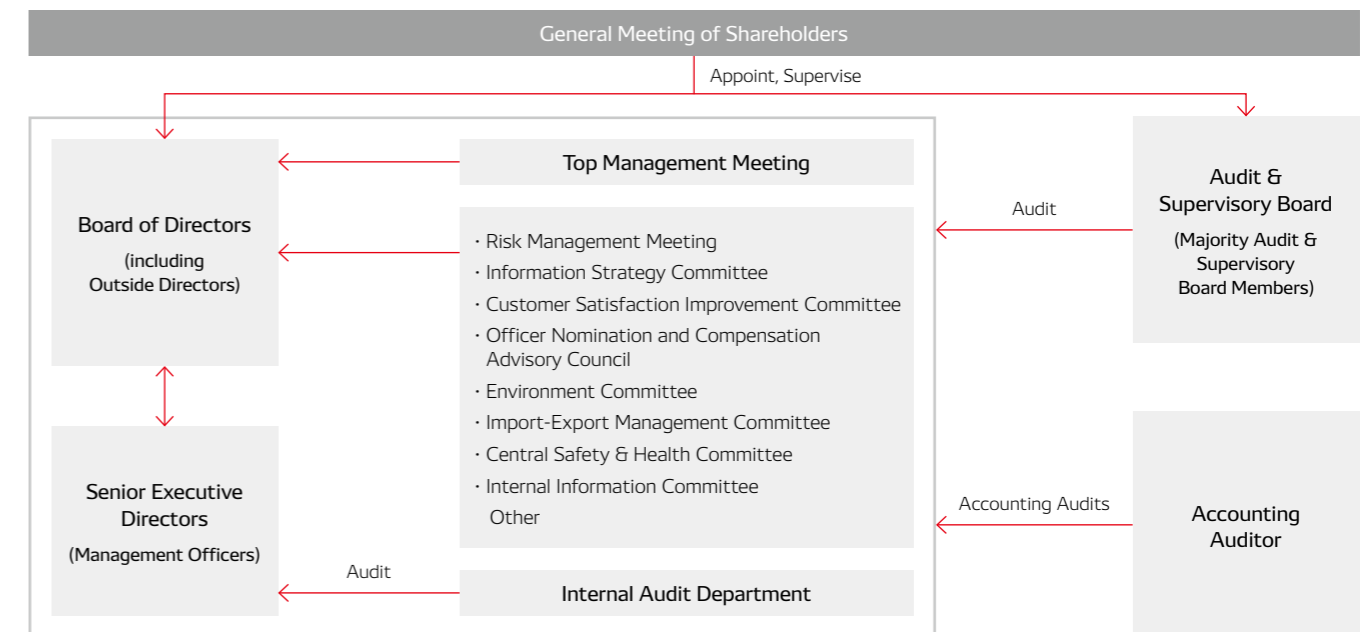 General Meeting of Shareholders
Appoint, Supervise
Board of Directors
(including
Outside Directors)
Top Management Meeting
· Risk Management Meeting
· Information Strategy Committee
· Customer Satisfaction Improvement Committee
· Officer Nomination and Compensation
Advisory Council
· Environment Committee
· Import-Export Management Committee
· Central Safety & Health Committee
· Internal Information Committee
Other
Audit
Audit &
Supervisory Board
(Majority Audit &
Supervisory
Board Members)
Senior Executive
Directors
(Management Officers)
Audit
Internal Audit Department
Accounting Audits
Accounting
Auditor